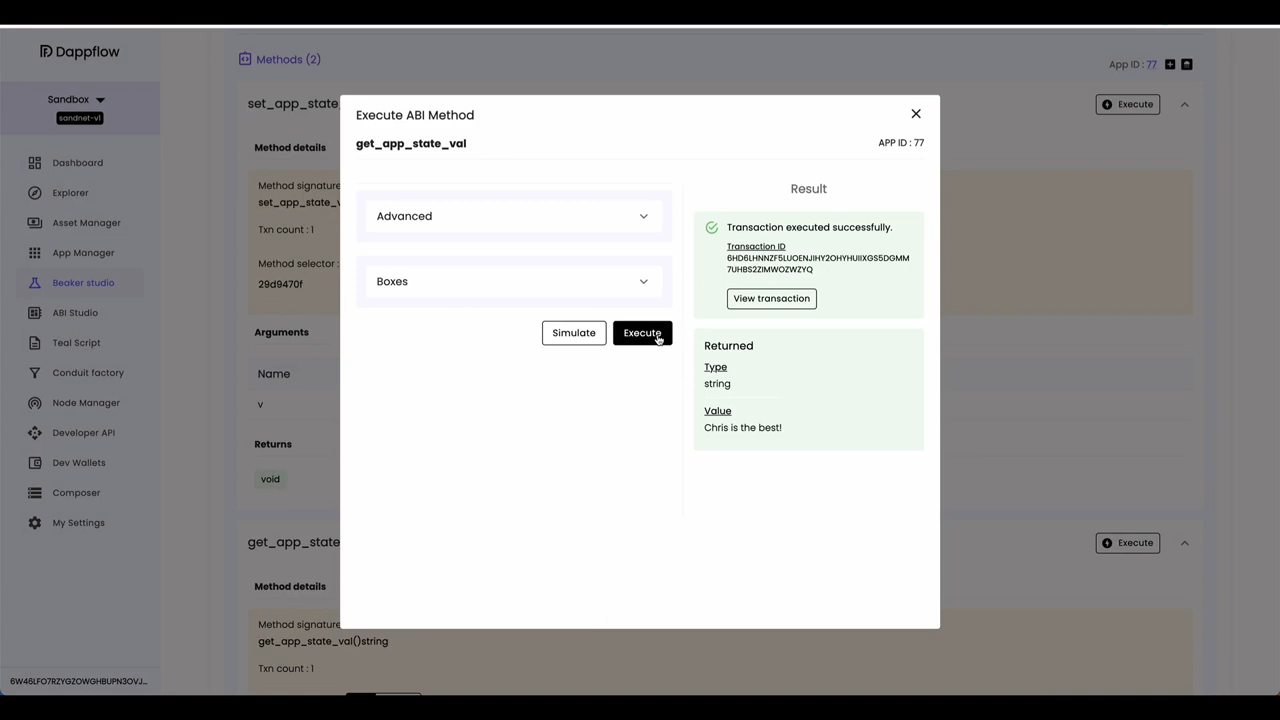 Dappflow
Sandbox
sandnet-v1
Dashboard
Explorer
Asset Manager
App Manager
Beaker studio
ABI Studio
Teal Script
Conduit factory
Node Manager
Developer API
Dev Wallets
Composer
My Settings
6W46LFO7RZYGZOWGHBUPN3OVJ...
Methods (2)
App ID : 77
set_app_state
Execute
Method details
Method signature
set_app_state_v
Txn count : 1
Method selector :
29d9470f
Arguments
Name
v
Returns
void
get_app_state
Execute
Method details
Method signature
get_app_state_val()string
Txn count : 1
Execute ABI Method
get_app_state_val
APP ID : 77
Advanced
Boxes
Simulate
Execute
Result
Transaction executed successfully.
Transaction ID
6HD6LHNNZF5LUOENJIHY2OHYHUIIXGS5DGMM
7UHBS2ZIMWOZWZYQ
View transaction
Returned
Type
string
Value
Chris is the best!